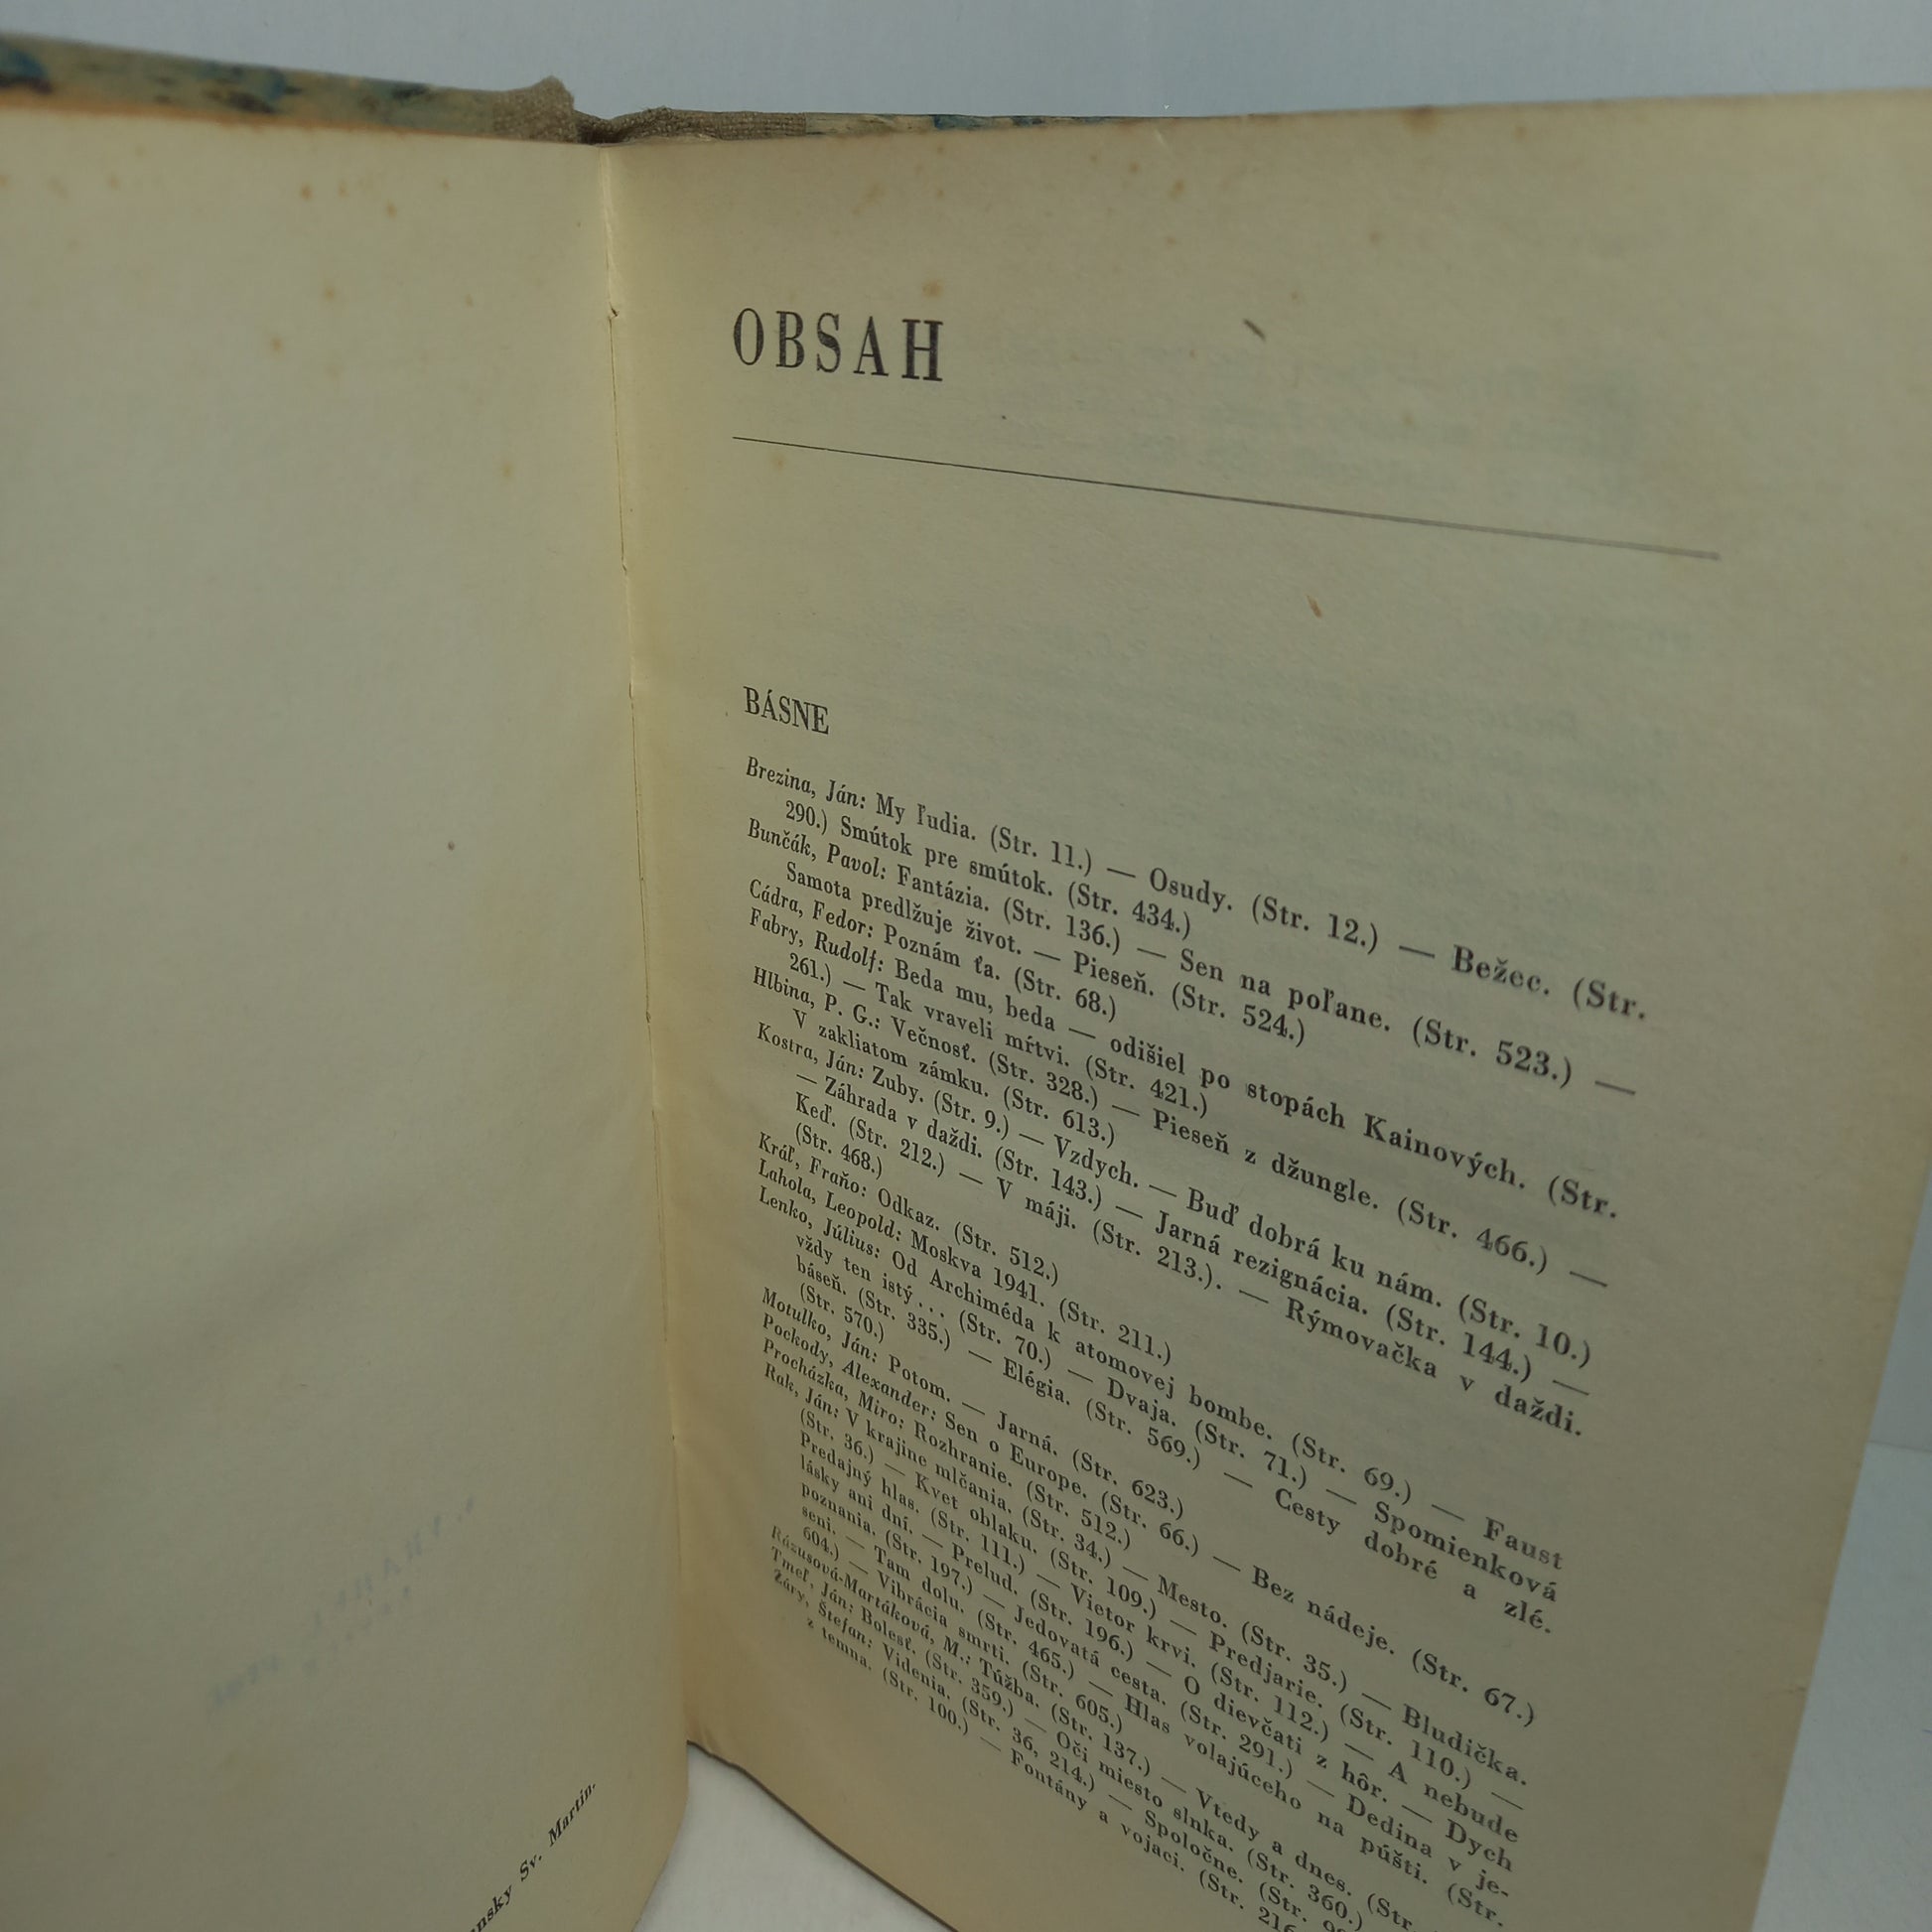 OBSAH
BÁSNE
Brezina, Ján: My ľudia. (Str. 11.) — Osudy. (Str. 12.) — Bežec. (Str.
290.) Smútok pre smútok. (Str. 434.)
Bunčák, Pavol: Fantázia. (Str. 136.) — Sen na poľane. (Str. 523.) —
Samota predlžuje život. — Pieseň. (Str. 524.)
Cádra, Fedor: Poznám ťa. (Str. 68.)
Fabry, Rudolf: Beda mu, beda — odišiel po stopách Kainových. (Str.
261.) — Tak vraveli mŕtvi. (Str. 421.)
Hlbina, P. G.: Večnosť. (Str. 328.) — Pieseň z džungle. (Str. 466.) —
V zakliatom zámku. (Str. 613.)
Kostra, Ján: Zuby. (Str. 9.) — Vzdych. — Buď dobrá ku nám. (Str. 10.)
— Záhrada v daždi. (Str. 143.) — Jarná rezignácia. (Str. 144.) —
Keď. (Str. 212.) — V máji. (Str. 213.). — Rýmovačka v daždi.
(Str. 468.)
Kráľ, Fraňo: Odkaz. (Str. 512.)
Lahola, Leopold: Moskva 1941. (Str. 211.)
Lenko, Július: Od Archiméda k atomovej bombe. (Str. 69.) — Faust
vždy ten istý . . . (Str. 70.) — Dvaja. (Str. 71.) — Spomienková
báseň. (Str. 335.) — Elégia. (Str. 569.) — Cesty dobré a zlé.
(Str. 570.)
Motulko, Ján: Potom. — Jarná. (Str. 623.)
Pockody, Alexander: Sen o Europe. (Str. 66.) — Bez nádeje. (Str. 67.)
Procházka, Miro: Rozhranie. (Str. 512.)
Rak, Ján: V krajine mlčania. (Str. 34.) — Mesto. (Str. 35.) — Bludička.
(Str. 36.) — Kvet oblaku. (Str. 109.) — Predjarie. (Str. 110.) —
Predajný hlas. (Str. 111.) — Vietor krvi. (Str. 112.) — A nebude
lásky ani dní. — Prelud. (Str. 196.) — O dievčati z hôr. — Dych
poznania. (Str. 197.) — Jedovatá cesta. (Str. 291.) — Dedina v je-
seni. — Tam dolu. (Str. 465.) — Hlas volajúceho na púšti. (Str.
604.) — Vibrácia smrti. (Str. 605.)
Rázusová-Martáková, M.: Túžba. (Str. 137.) — Vtedy a dnes. (Str.
Tmeľ, Ján: Bolesť. (Str. 359.) — Oči miesto slnka. (Str. 360.)
Žáry, Štefan: Videnia. (Str. 36, 214.) — Spoločne. (Str.
z temna. (Str. 100.) — Fontány a vojaci. (Str.
Sv. Martin.